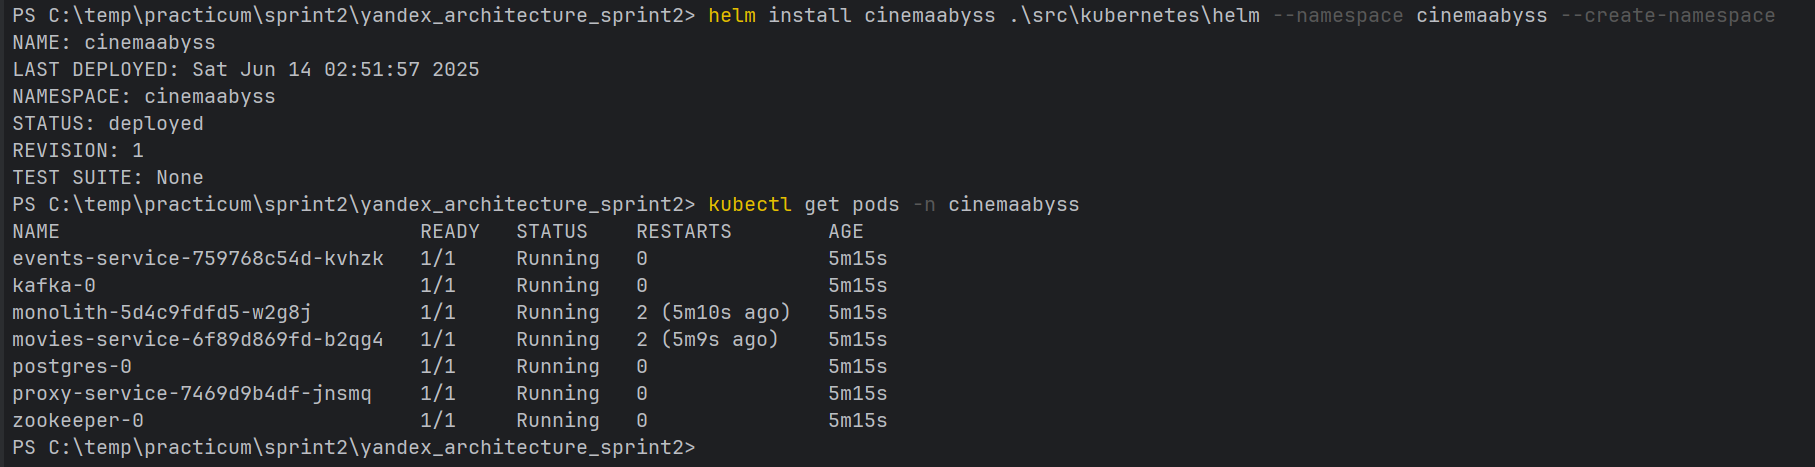 PS C:\temp\practicum\sprint2\yandex_architecture_sprint2> helm install cinemaabyss .\src\kubernetes\helm --namespace cinemaabyss --create-namespace
NAME: cinemaabyss
LAST DEPLOYED: Sat Jun 14 02:51:57 2025
NAMESPACE: cinemaabyss
STATUS: deployed
REVISION: 1
TEST SUITE: None
PS C:\temp\practicum\sprint2\yandex_architecture_sprint2> kubectl get pods -n cinemaabyss
NAME                              READY   STATUS    RESTARTS        AGE
events-service-759768c54d-kvhzk   1/1     Running   0               5m15s
kafka-0                           1/1     Running   0               5m15s
monolith-5d4c9fdfd5-w2g8j         1/1     Running   2 (5m10s ago)   5m15s
movies-service-6f89d869fd-b2qg4   1/1     Running   2 (5m9s ago)    5m15s
postgres-0                        1/1     Running   0               5m15s
proxy-service-7469d9b4df-jnsmq    1/1     Running   0               5m15s
zookeeper-0                       1/1     Running   0               5m15s
PS C:\temp\practicum\sprint2\yandex_architecture_sprint2>